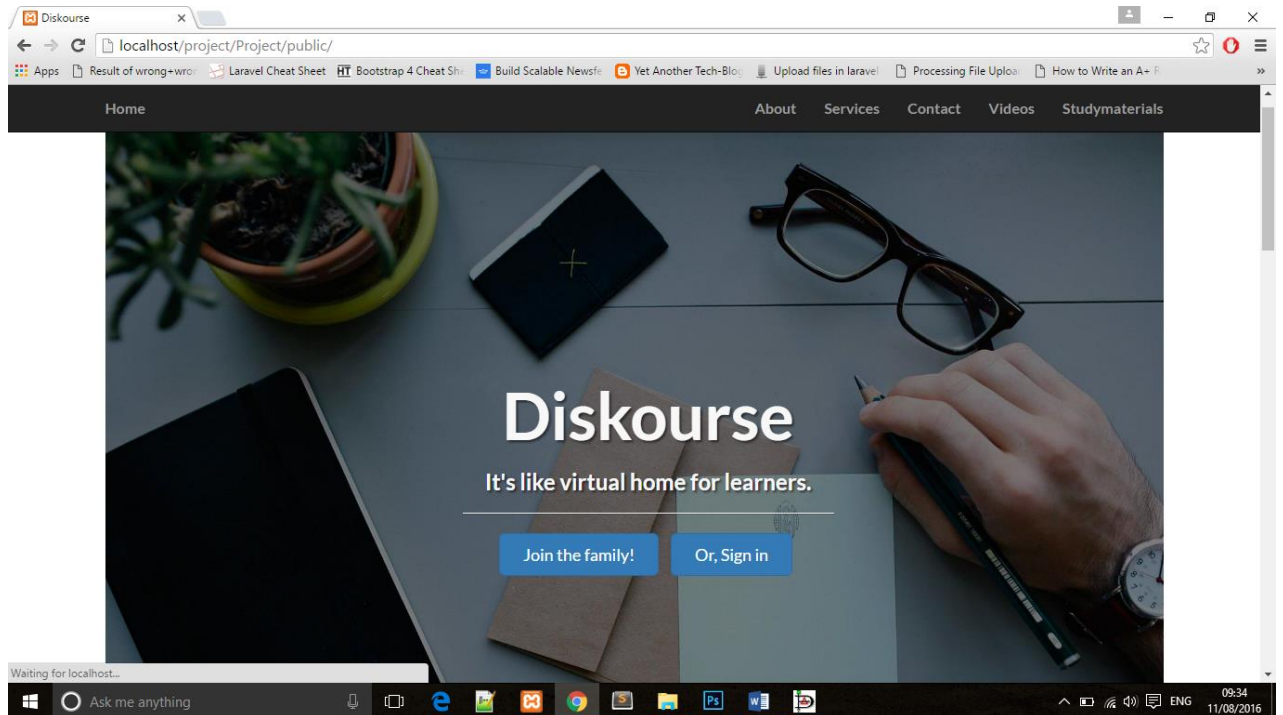 Diskourse
localhost/project/Project/public/
Apps Result of wrong+wror Laravel Cheat Sheet HT Bootstrap 4 Cheat She Build Scalable Newsfe Yet Another Tech-Blog Upload files in laravel Processing File Uploa How to Write an A+ R »
Home About Services Contact Videos Studymaterials
Diskourse
It's like virtual home for learners.
Join the family! Or, Sign in
Waiting for localhost...
Ask me anything
Ps
ENG
09:34
11/08/2016